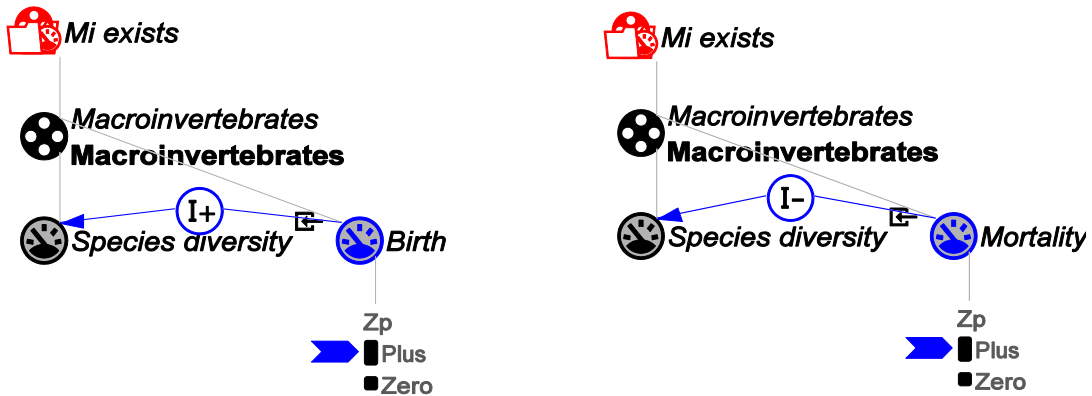 Mi exists
Macroinvertebrates
Macroinvertebrates
I+
Species diversity
Birth
Zp
Plus
Zero
Mi exists
Macroinvertebrates
Macroinvertebrates
I-
Species diversity
Mortality
Zp
Plus
Zero